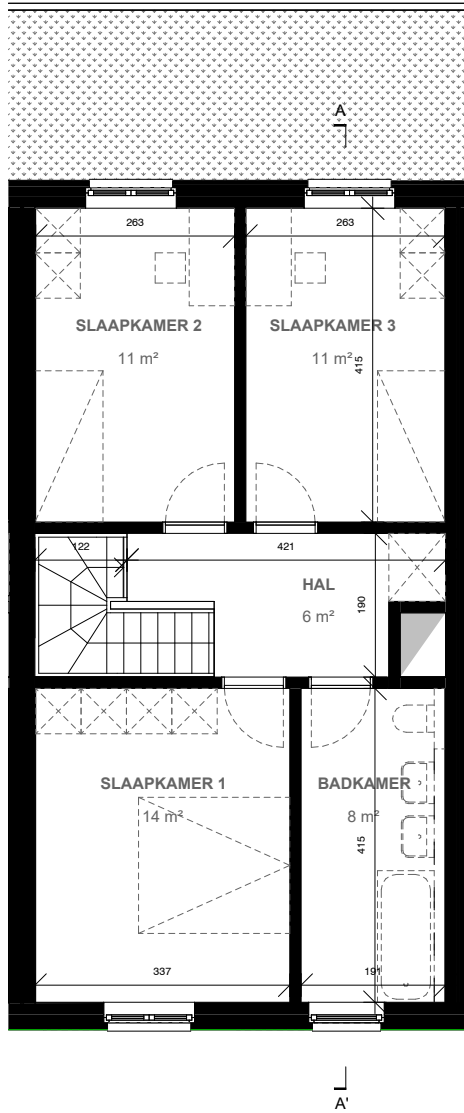 A
263 263
SLAAPKAMER 2 SLAAPKAMER 3
11 m² 11 m²
415
122 421
HAL
6 m²
190
SLAAPKAMER 1 BADKAMER
14 m² 8 m²
415
337 191
A'